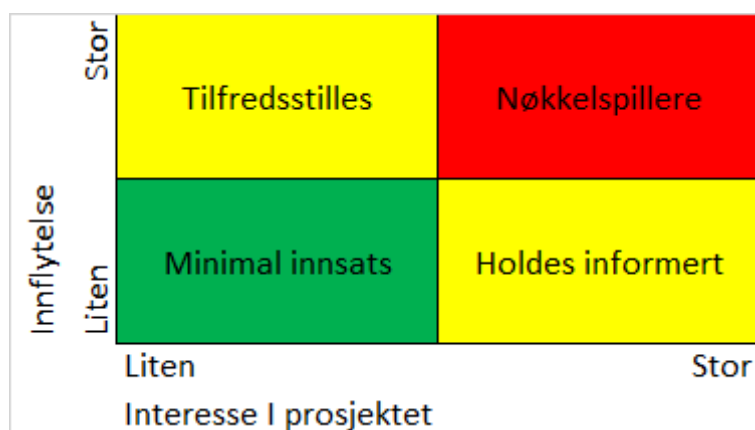 Stor
Tilfredsstilles
Nøkkelspillere
Innflytelse
Liten
Minimal innsats
Holdes informert
Liten
Stor
Interesse I prosjektet